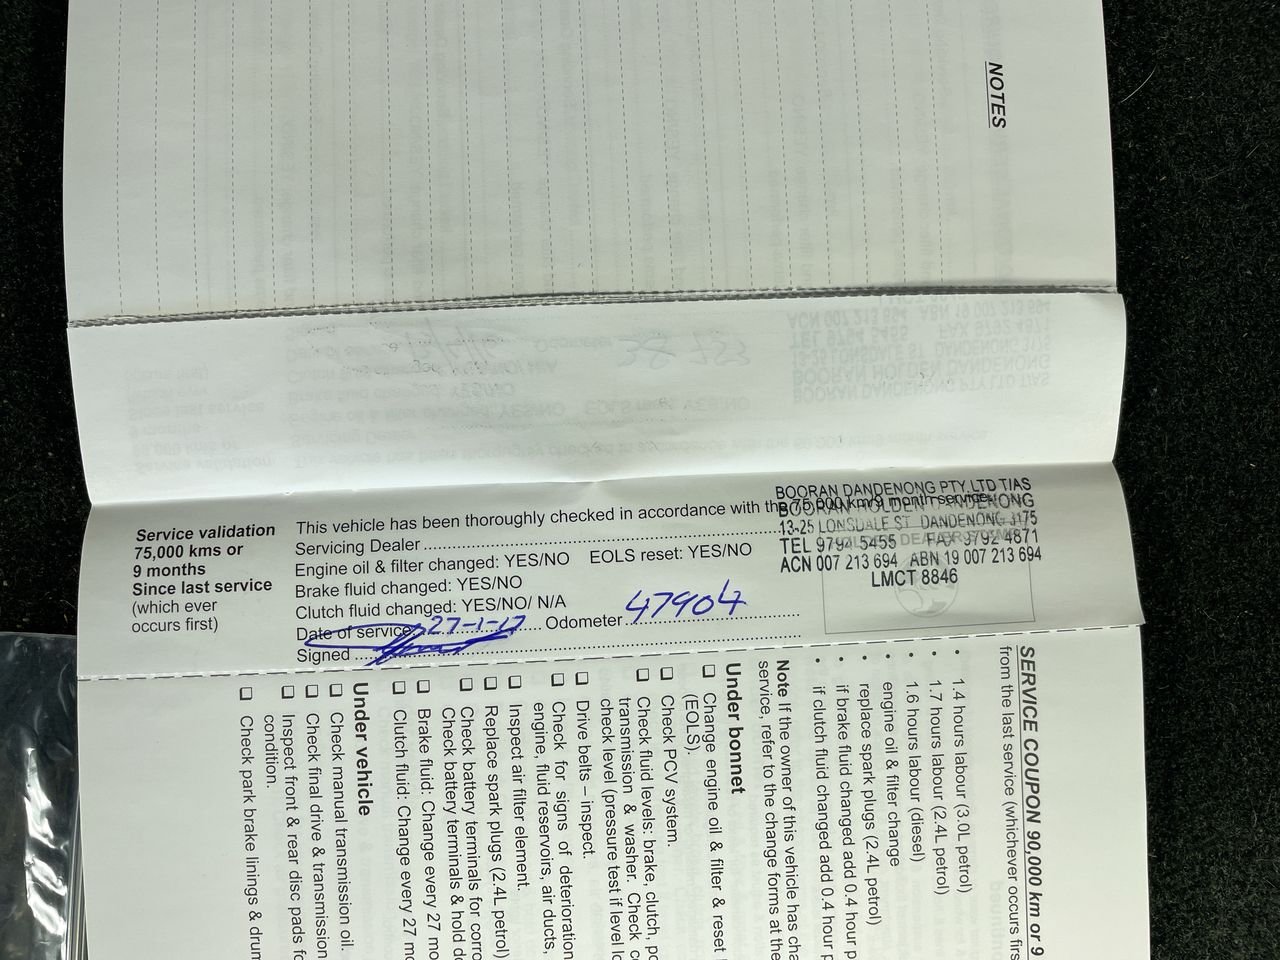 NOTES
Service validation
75,000 kms or
9 months
Since last service
(which ever
occurs first)
This vehicle has been thoroughly checked in accordance with the 75,000 km/9 month service.
Servicing Dealer
Engine oil & filter changed: YES/NO EOLS reset: YES/NO
Brake fluid changed: YES/NO
Clutch fluid changed: YES/NO/ N/A
Date of service 27-1-17 Odometer 47904
Signed
BOORAN DANDENONG PTY.LTD T/AS
BOORAN HOLDEN DANDENONG
13-25 LONSDALE ST DANDENONG 3175
TEL 9794 5455 FAX 9792 4871
ACN 007 213 694 ABN 19 007 213 694
LMCT 8846
SERVICE COUPON 90,000 km or 9
from the last service (whichever occurs firs
• 1.4 hours labour (3.0L petrol)
• 1.7 hours labour (2.4L petrol)
• 1.6 hours labour (diesel)
• engine oil & filter change
• replace spark plugs (2.4L petrol)
• if brake fluid changed add 0.4 hour p
• if clutch fluid changed add 0.4 hour p
Note If the owner of this vehicle has cha
service, refer to the change forms at the
Under bonnet
❑ Change engine oil & filter & reset
(EOLS).
❑ Check PCV system.
❑ Check fluid levels: brake, clutch, po
transmission & washer. Check c
check level (pressure test if level lo
❑ Drive belts – inspect.
❑ Check for signs of deterioration
engine, fluid reservoirs, air ducts,
❑ Inspect air filter element.
❑ Replace spark plugs (2.4L petrol)
❑ Check battery terminals for corro
Check battery terminals & hold do
❑ Brake fluid: Change every 27 mo
❑ Clutch fluid: Change every 27 mo
Under vehicle
❑ Check manual transmission oil.
❑ Check final drive & transmission
❑ Inspect front & rear disc pads fo
condition.
❑ Check park brake linings & drum